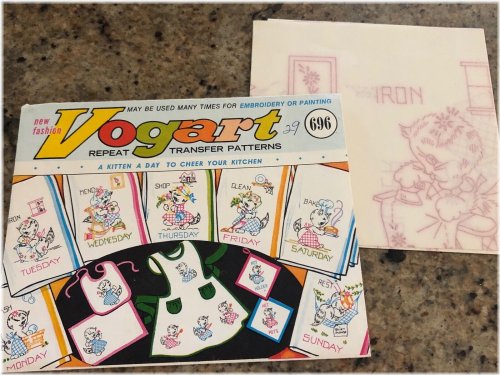 MAY BE USED MANY TIMES FOR EMBROIDERY OR PAINTING
new
fashion
Vogart
29
696
REPEAT TRANSFER PATTERNS
A KITTEN A DAY TO CHEER YOUR KITCHEN
IRON
TUESDAY
MEND
WEDNESDAY
SHOP
THURSDAY
CLEAN
FRIDAY
BAKE
SATURDAY
MONDAY
REST
SUNDAY
IRON